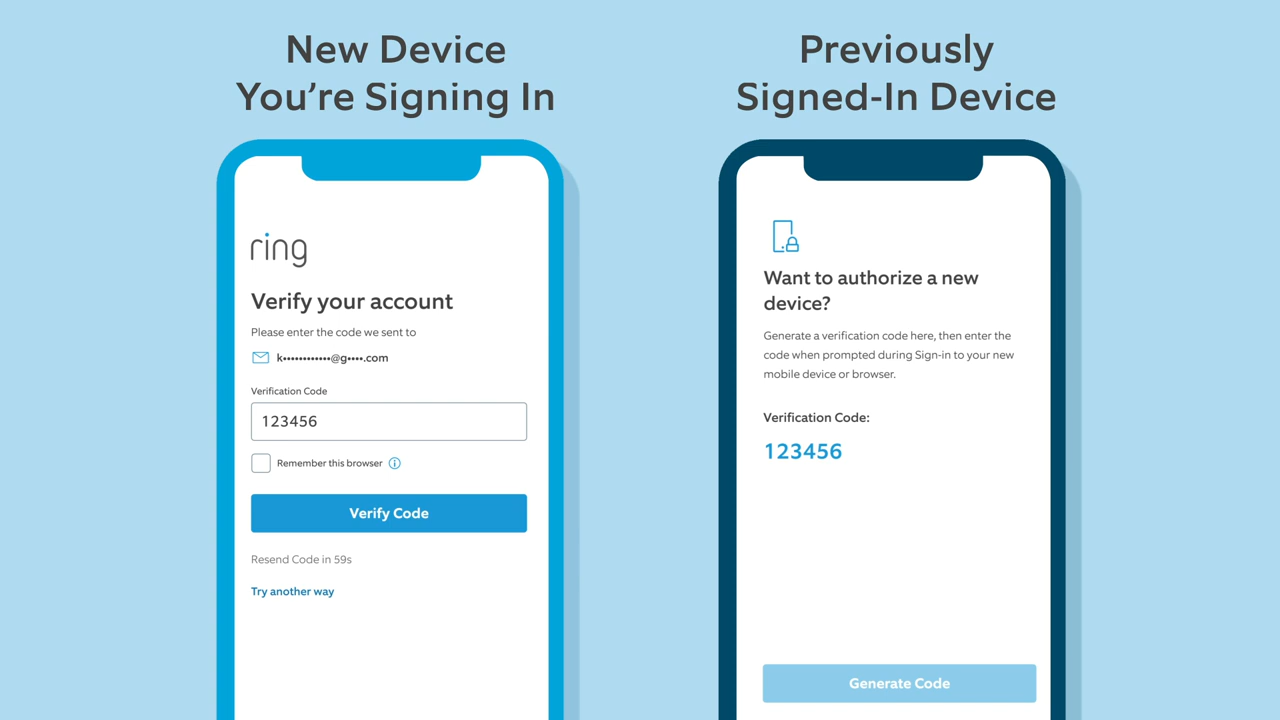 New Device
You're Signing In
ring
Verify your account
Please enter the code we sent to
k••••••••••••@g••••.com
Verification Code
123456
Remember this browser
Verify Code
Resend Code in 59s
Try another way
Previously
Signed-In Device
Want to authorize a new
device?
Generate a verification code here, then enter the
code when prompted during Sign-in to your new
mobile device or browser.
Verification Code:
123456
Generate Code